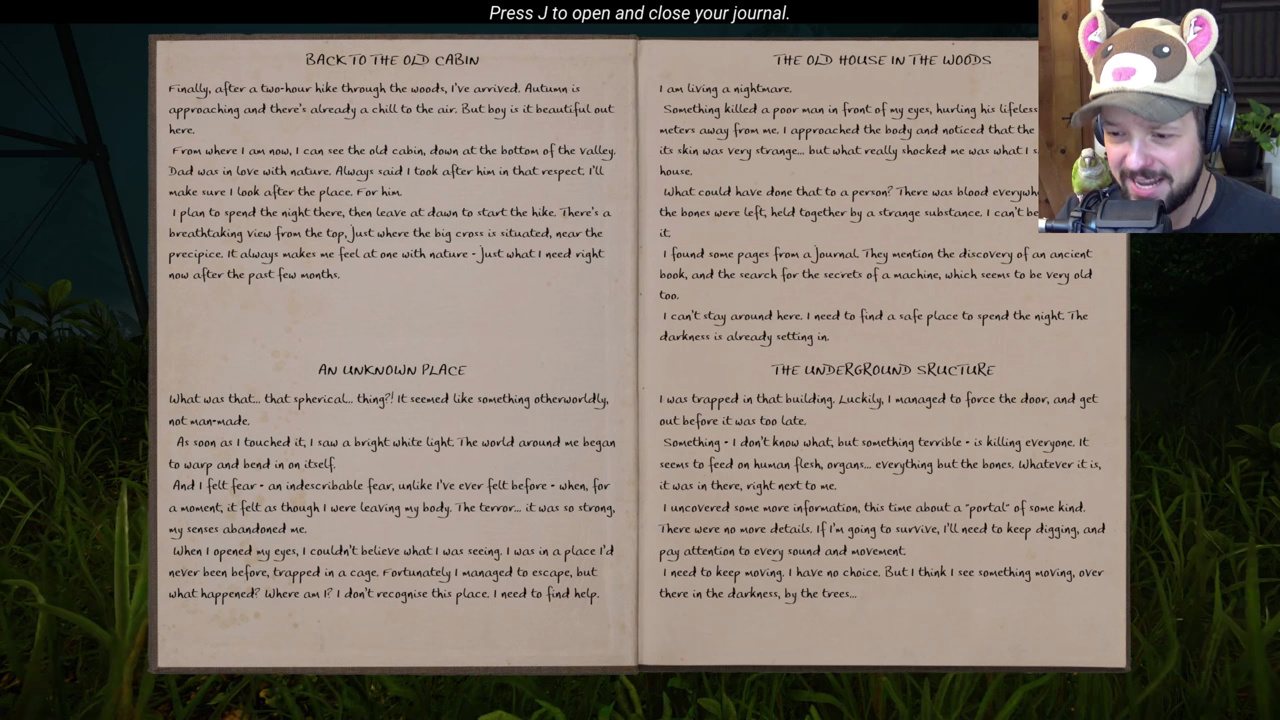 Press J to open and close your journal.
BACK TO THE OLD CABIN
Finally, after a two-hour hike through the woods, I've arrived. Autumn is
approaching and there's already a chill to the air. But boy is it beautiful out
here.
From where I am now, I can see the old cabin, down at the bottom of the valley.
Dad was in love with nature. Always said I took after him in that respect. I'll
make sure I look after the place. For him.
I plan to spend the night there, then leave at dawn to start the hike. There's a
breathtaking view from the top, just where the big cross is situated, near the
precipice. It always makes me feel at one with nature - just what I need right
now after the past few months.
AN UNKNOWN PLACE
What was that... that spherical... thing?! It seemed like something otherworldly,
not man-made.
As soon as I touched it, I saw a bright white light. The world around me began
to warp and bend in on itself.
And I felt fear - an indescribable fear, unlike I've ever felt before - when, for
a moment, it felt as though I were leaving my body. The terror... it was so strong,
my senses abandoned me.
When I opened my eyes, I couldn't believe what I was seeing. I was in a place I'd
never been before, trapped in a cage. Fortunately I managed to escape, but
what happened? Where am I? I don't recognise this place. I need to find help.
THE OLD HOUSE IN THE WOODS
I am living a nightmare.
Something killed a poor man in front of my eyes, hurling his lifeless
meters away from me. I approached the body and noticed that the
its skin was very strange... but what really shocked me was what I
house.
What could have done that to a person? There was blood
the bones were left, held together by a strange substance. I can't
it.
I found some pages from a journal. They mention the discovery of an ancient
book, and the search for the secrets of a machine, which seems to be very old
too.
I can't stay around here. I need to find a safe place to spend the night. The
darkness is already setting in.
THE UNDERGROUND SRUCTURE
I was trapped in that building. Luckily, I managed to force the door, and get
out before it was too late.
Something - I don't know what, but something terrible - is killing everyone. It
seems to feed on human flesh, organs... everything but the bones. Whatever it is,
it was in there, right next to me.
I uncovered some more information, this time about a "portal" of some kind.
There were no more details. If I'm going to survive, I'll need to keep digging, and
pay attention to every sound and movement.
I need to keep moving. I have no choice. But I think I see something moving, over
there in the darkness, by the trees...